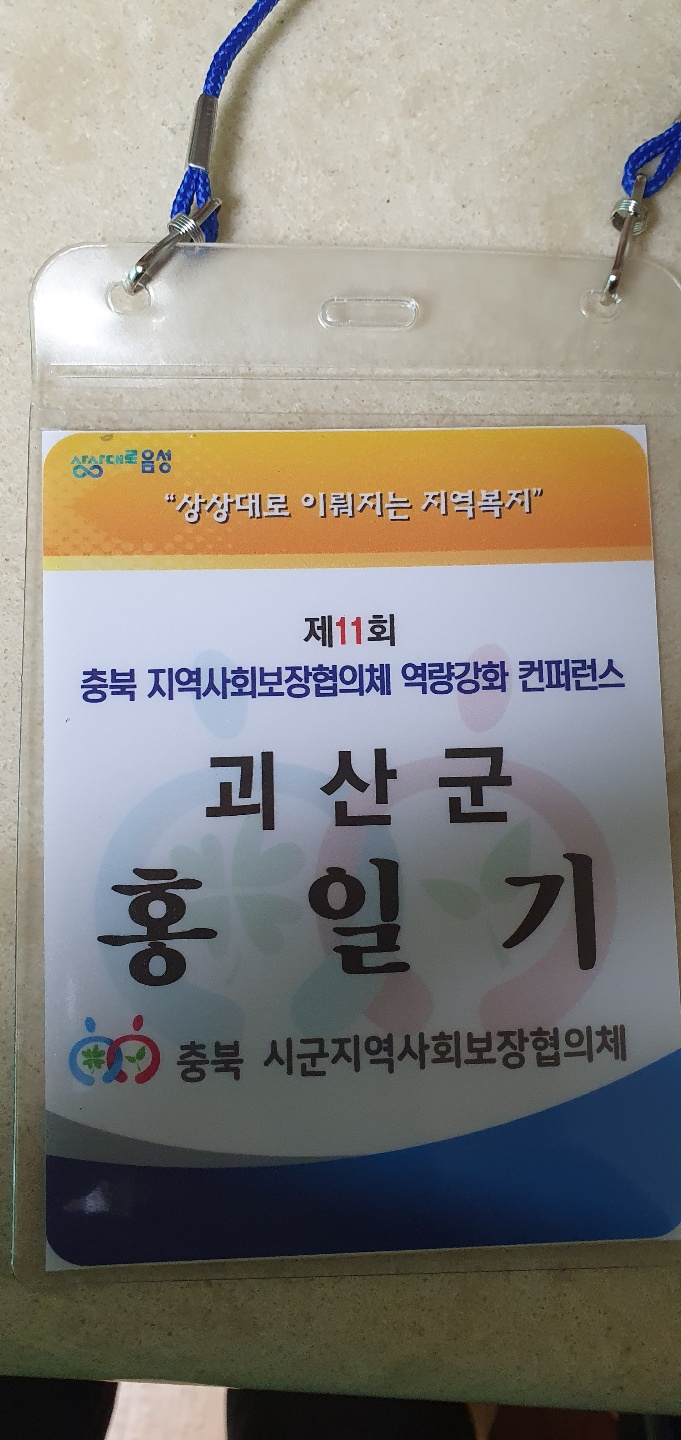 상상대로 음성
“상상대로 이뤄지는 지역복지”
제11회
충북 지역사회보장협의체 역량강화 컨퍼런스
괴산군
홍일기
충북 시군지역사회보장협의체